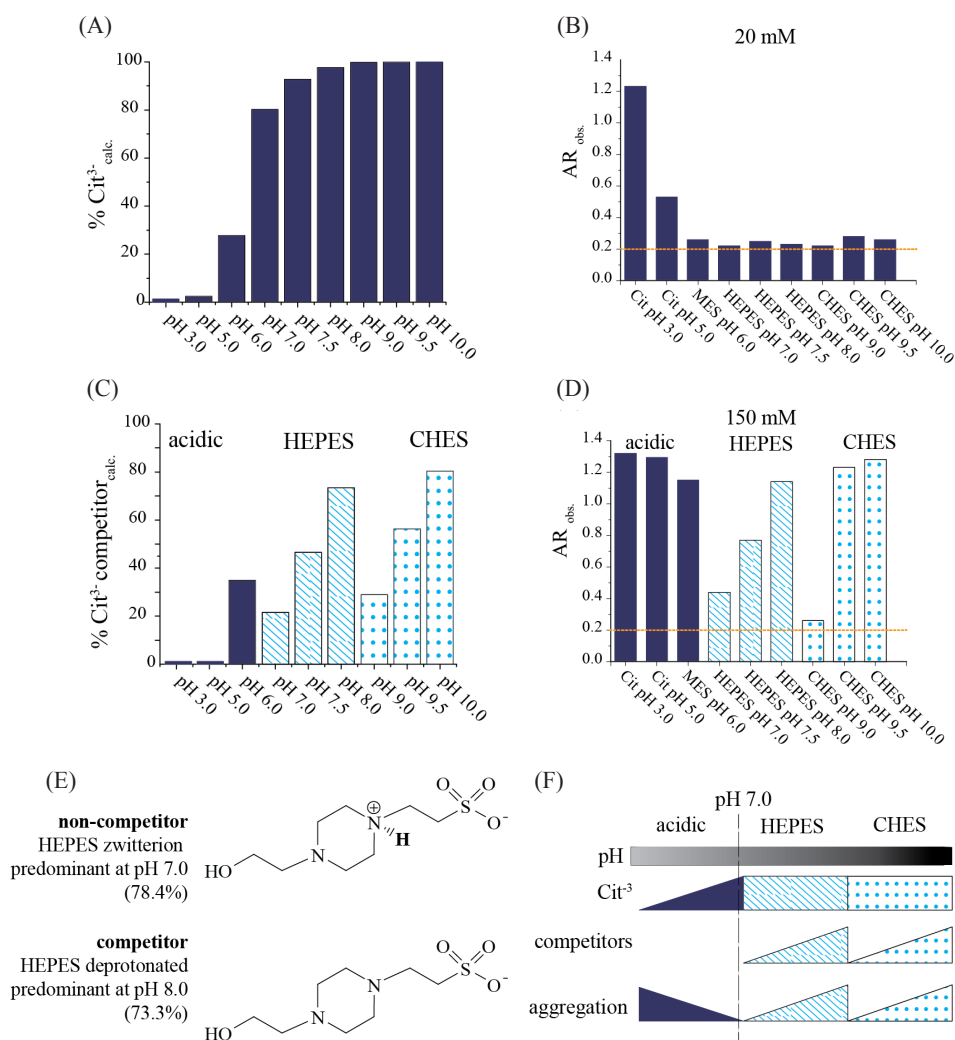 (A)
100
80
60
40
20
0
% Cit³⁻calc.
pH 3.0
pH 5.0
pH 6.0
pH 7.0
pH 7.5
pH 8.0
pH 9.0
pH 9.5
pH 10.0
(B)
20 mM
1.4
1.2
1.0
0.8
0.6
0.4
0.2
0.0
AR obs.
Cit pH 3.0
Cit pH 5.0
MES pH 6.0
HEPES pH 7.0
HEPES pH 7.5
HEPES pH 8.0
CHES pH 9.0
CHES pH 9.5
CHES pH 10.0
(C)
100
80
60
40
20
0
% Cit³⁻ competitor calc.
acidic
HEPES
CHES
pH 3.0
pH 5.0
pH 6.0
pH 7.0
pH 7.5
pH 8.0
pH 9.0
pH 9.5
pH 10.0
(D)
150 mM
acidic
HEPES
CHES
1.4
1.2
1.0
0.8
0.6
0.4
0.2
0.0
AR obs.
Cit pH 3.0
Cit pH 5.0
MES pH 6.0
HEPES pH 7.0
HEPES pH 7.5
HEPES pH 8.0
CHES pH 9.0
CHES pH 9.5
CHES pH 10.0
(E)
non-competitor
HEPES zwitterion
predominant at pH 7.0
(78.4%)
HO
N
⊕
N
H
O
O
S
O⁻
competitor
HEPES deprotonated
predominant at pH 8.0
(73.3%)
HO
N
N
O
O
S
O⁻
(F)
pH 7.0
acidic
HEPES
CHES
pH
Cit⁻³
competitors
aggregation